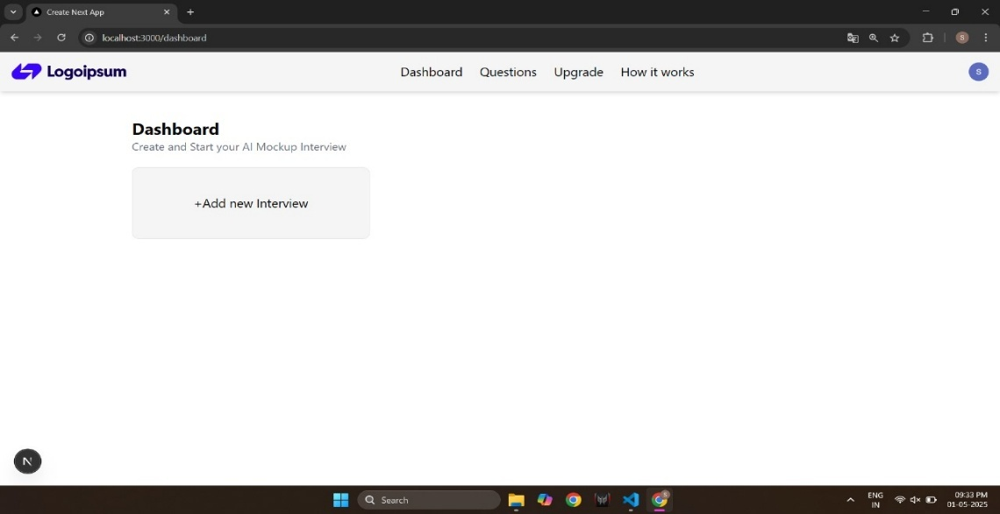 Create Next App
localhost:3000/dashboard
S
Logoipsum
Dashboard Questions Upgrade How it works
S
Dashboard
Create and Start your AI Mockup Interview
+Add new Interview
N
Search
ENG
IN
09:33 PM
01-05-2025